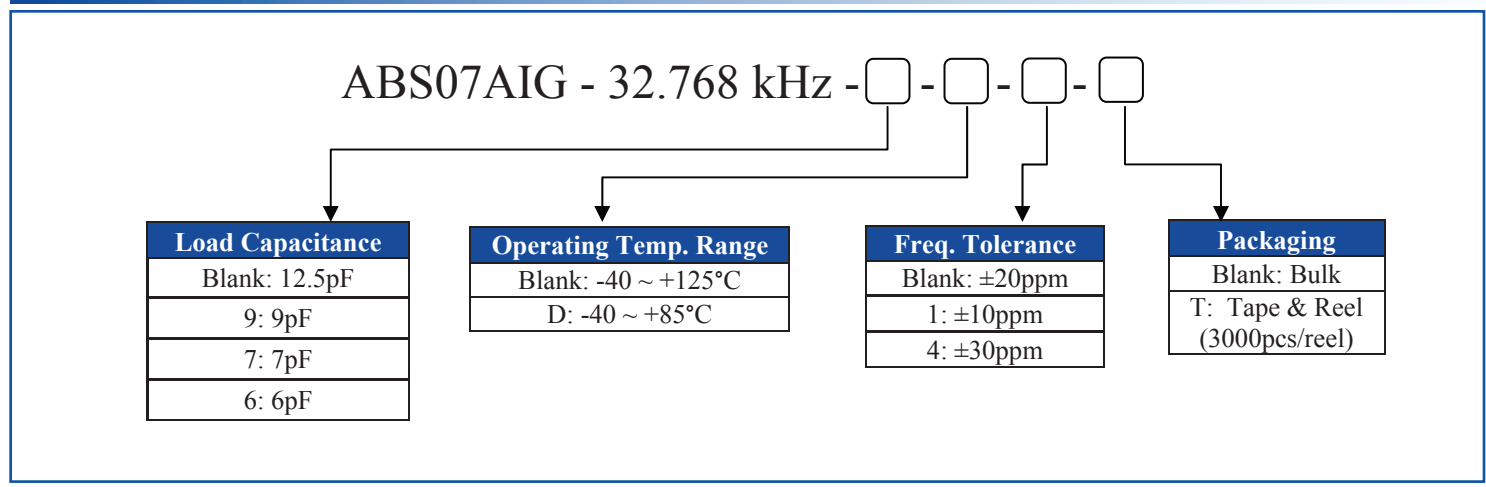 ABS07AIG - 32.768 kHz - - - -
Load Capacitance
Blank: 12.5pF
9: 9pF
7: 7pF
6: 6pF
Operating Temp. Range
Blank: -40 ~ +125°C
D: -40 ~ +85°C
Freq. Tolerance
Blank: ±20ppm
1: ±10ppm
4: ±30ppm
Packaging
Blank: Bulk
T: Tape & Reel
(3000pcs/reel)